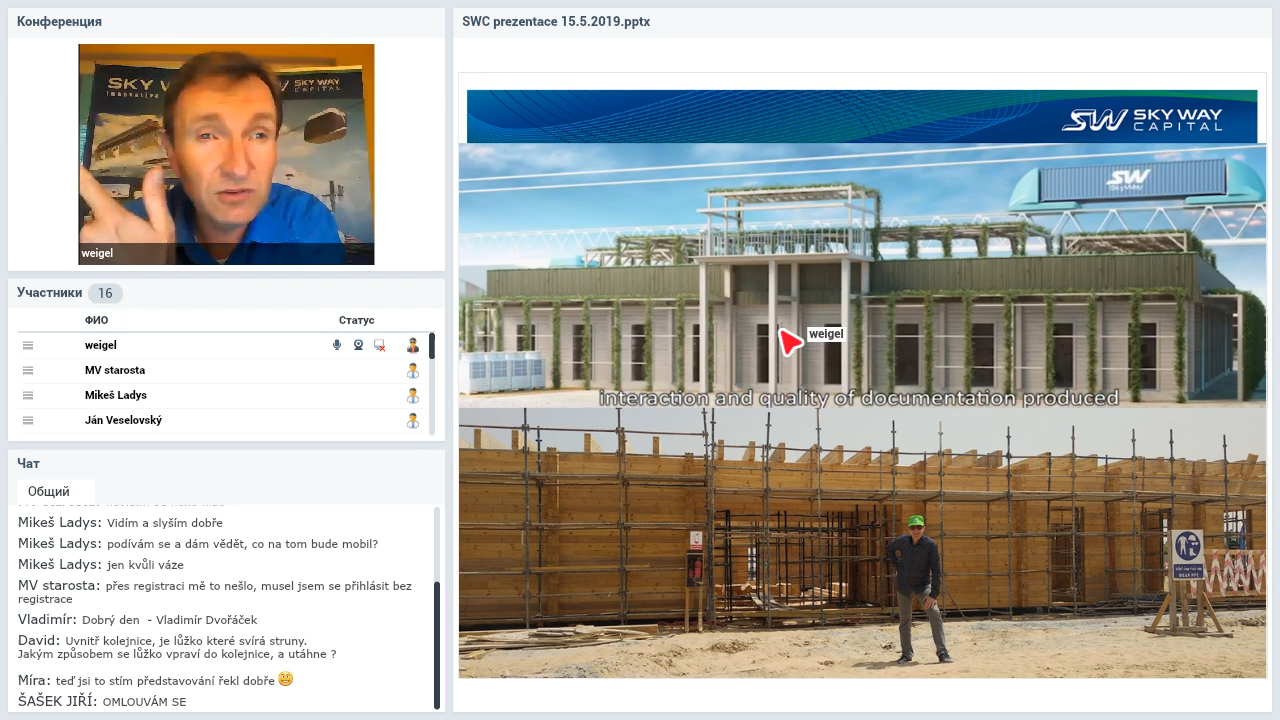 Конференция
SKY W
innovative
SKY WAY
CAPITAL
weigel
Участники 16
ФИО Статус
weigel
MV starosta
Mikeš Ladys
Ján Veselovský
Чат
Общий
Mikeš Ladys: Vidím a slyším dobře
Mikeš Ladys: podívám se a dám vědět, co na tom bude mobil?
Mikeš Ladys: jen kvůli váze
MV starosta: přes registraci mě to nešlo, musel jsem se přihlásit bez
registrace
Vladimír: Dobrý den - Vladimír Dvořáček
David: Uvnitř kolejnice, je lůžko které svírá struny.
Jakým způsobem se lůžko vpraví do kolejnice, a utáhne ?
Míra: teď jsi to stím představování řekl dobře
ŠAŠEK JIŘÍ: OMLOUVÁM SE
SWC prezentace 15.5.2019.pptx
SW SKY WAY
CAPITAL
SW
SkyWay
weigel
interaction and quality of documentation produced
WEAR PPE